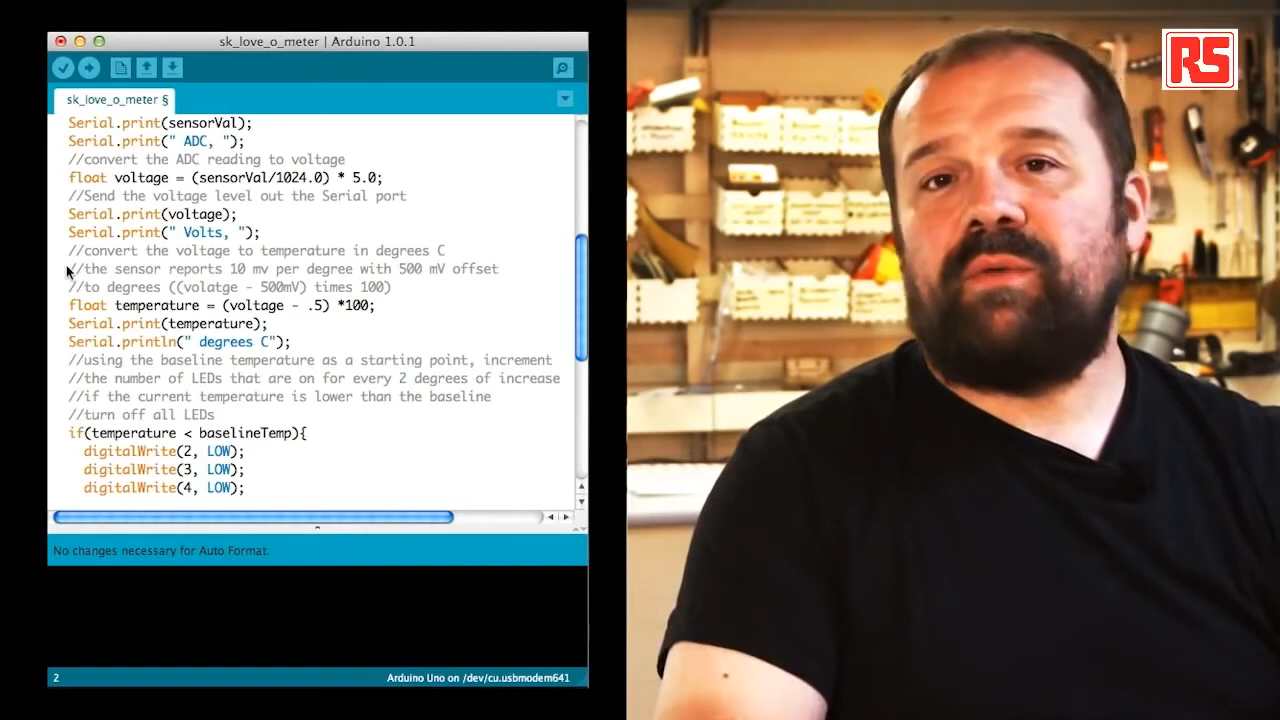 sk_love_o_meter | Arduino 1.0.1
sk_love_o_meter §
Serial.print(sensorVal);
Serial.print(" ADC, ");
//convert the ADC reading to voltage
float voltage = (sensorVal/1024.0) * 5.0;
//Send the voltage level out the Serial port
Serial.print(voltage);
Serial.print(" Volts, ");
//convert the voltage to temperature in degrees C
//the sensor reports 10 mv per degree with 500 mV offset
//to degrees ((volatge - 500mV) times 100)
float temperature = (voltage - .5) *100;
Serial.print(temperature);
Serial.println(" degrees C");
//using the baseline temperature as a starting point, increment
//the number of LEDs that are on for every 2 degrees of increase
//if the current temperature is lower than the baseline
//turn off all LEDs
if(temperature < baselineTemp){
digitalWrite(2, LOW);
digitalWrite(3, LOW);
digitalWrite(4, LOW);
No changes necessary for Auto Format.
2
Arduino Uno on /dev/cu.usbmodem641
RS